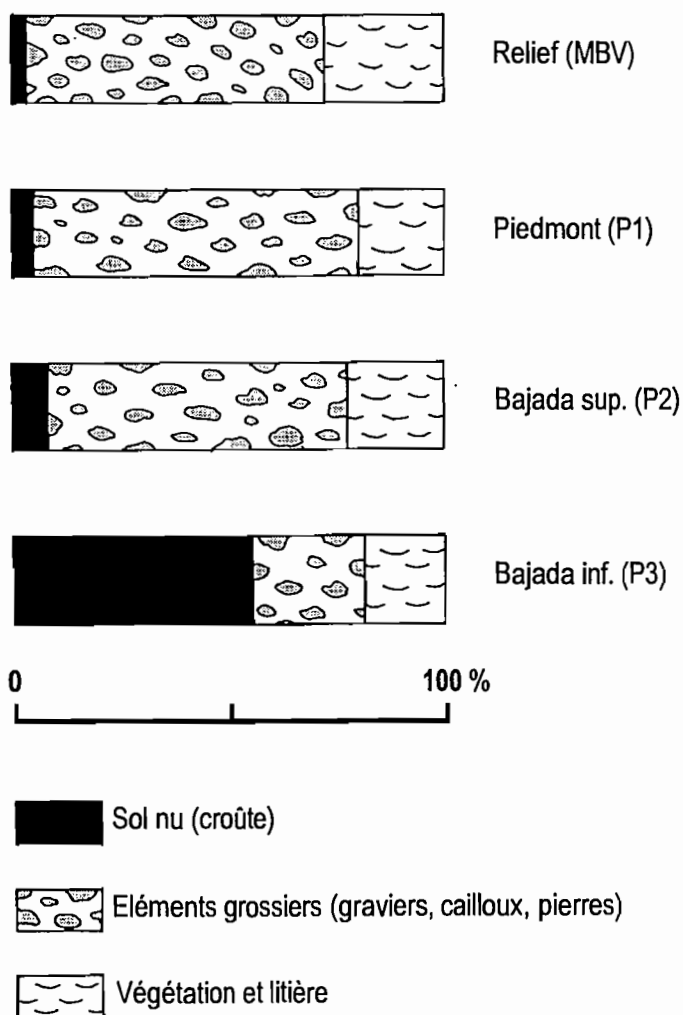 Relief (MBV)
Piedmont (P1)
Bajada sup. (P2)
Bajada inf. (P3)
0 100 %
Sol nu (croûte)
Eléments grossiers (graviers, cailloux, pierres)
Végétation et litière